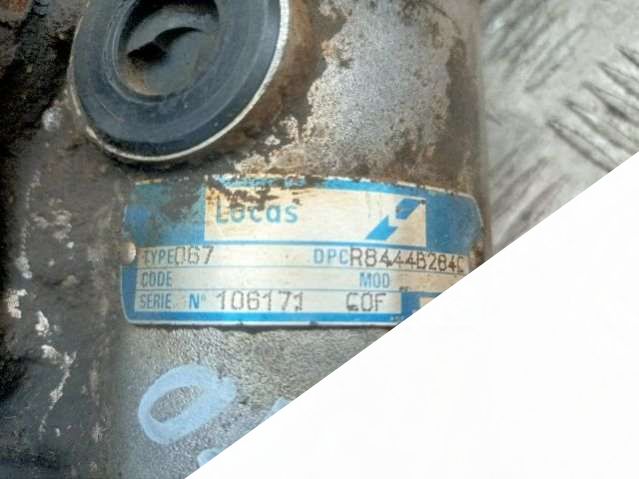 Lucas
TYPE 067 DPC R8444B284C
CODE MOD
SERIE N° 106171 COF